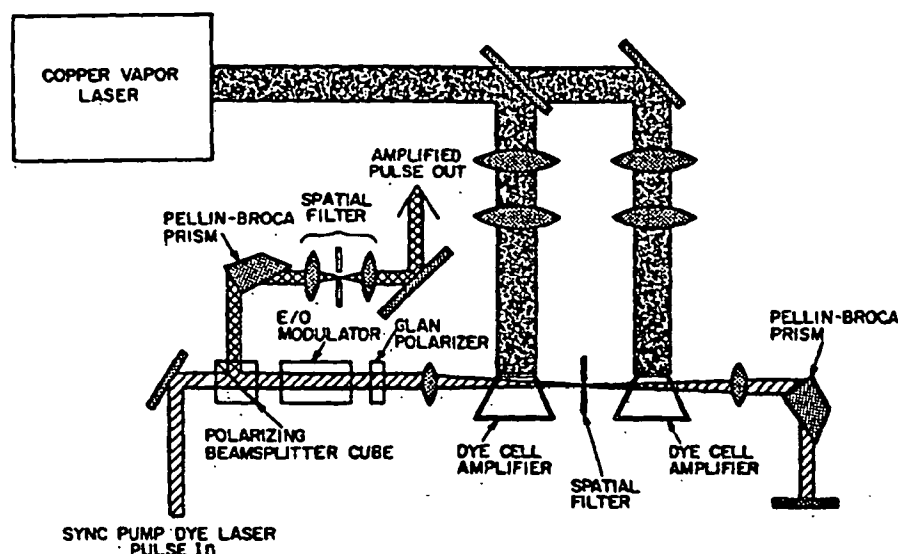 COPPER VAPOR
LASER
AMPLIFIED
PULSE OUT
SPATIAL
FILTER
PELLIN-BROCA
PRISM
E/O
MODULATOR
GLAN
POLARIZER
PELLIN-BROCA
PRISM
POLARIZING
BEAMSPLITTER CUBE
DYE CELL
AMPLIFIER
SPATIAL
FILTER
DYE CELL
AMPLIFIER
SYNC PUMP DYE LASER
PULSE In